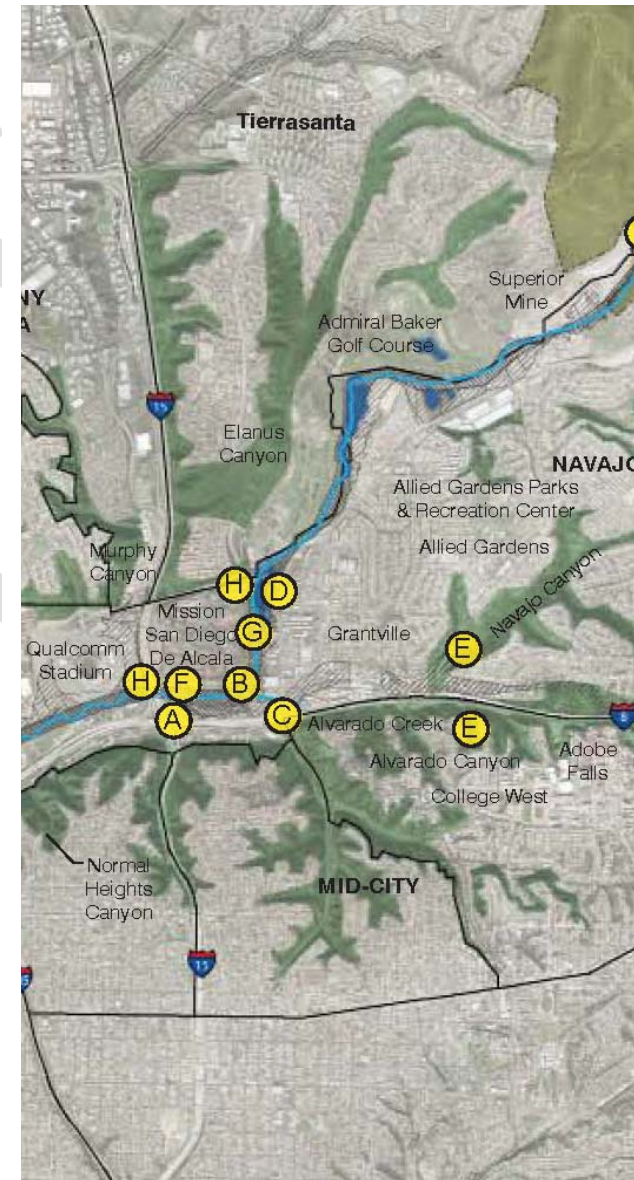 Tierrasanta
Superior
Mine
NY
A
Admiral Baker
Golf Course
15
Elanus
Canyon
NAVAJO
Allied Gardens Parks
& Recreation Center
Allied Gardens
Murphy
Canyon
Navajo Canyon
H
D
Mission
San Diego
De Alcala
G
Grantville
E
Qualcomm
Stadium
H
F
B
A
C
Alvarado Creek
E
8
Adobe
Falls
Alvarado Canyon
College West
Normal
Heights
Canyon
MID-CITY
15